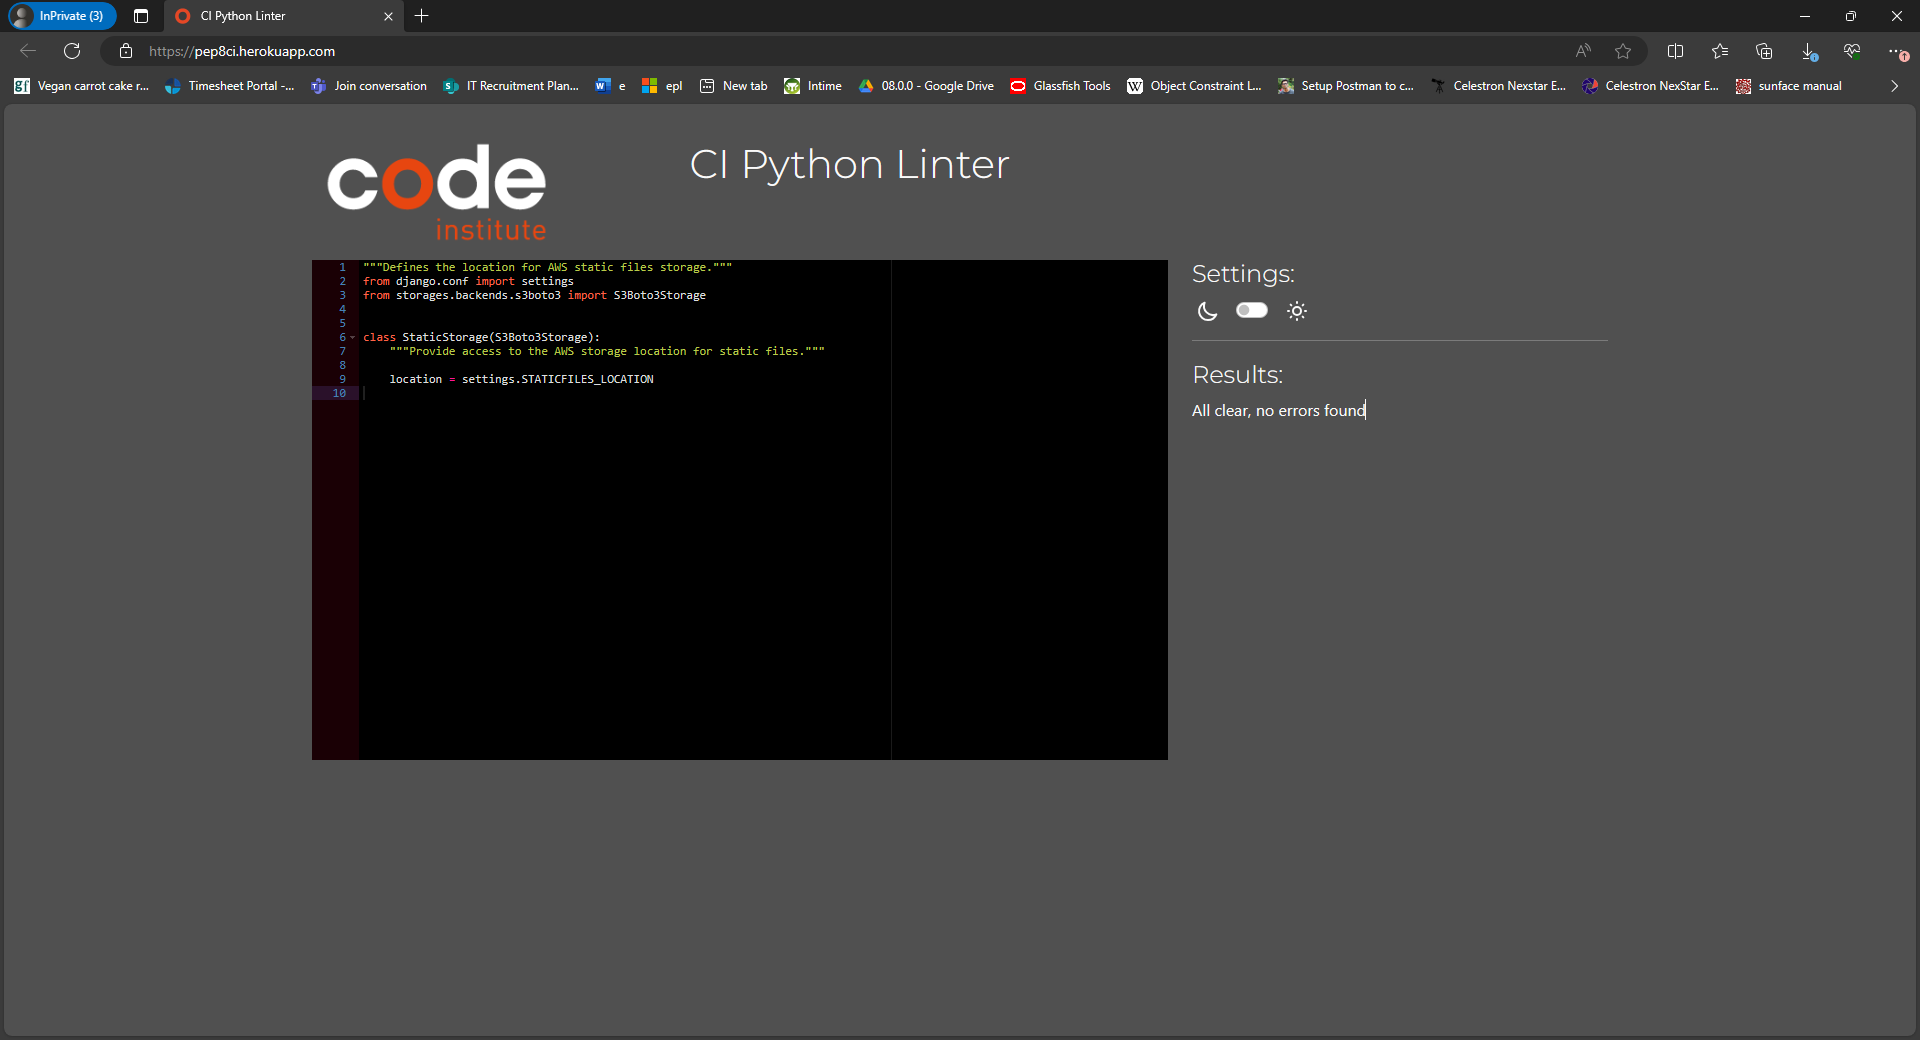 InPrivate (3)
CI Python Linter
https://pep8ci.herokuapp.com
gf Vegan carrot cake r... Timesheet Portal -... Join conversation IT Recruitment Plan... e epl New tab Intime 08.0.0 - Google Drive Glassfish Tools W Object Constraint L... Setup Postman to c... Celestron Nexstar E... Celestron NexStar E... sunface manual
code
institute
CI Python Linter
1 """Defines the location for AWS static files storage."""
2 from django.conf import settings
3 from storages.backends.s3boto3 import S3Boto3Storage
4
5
6 class StaticStorage(S3Boto3Storage):
7 """Provide access to the AWS storage location for static files."""
8
9 location = settings.STATICFILES_LOCATION
10
Settings:
Results:
All clear, no errors found